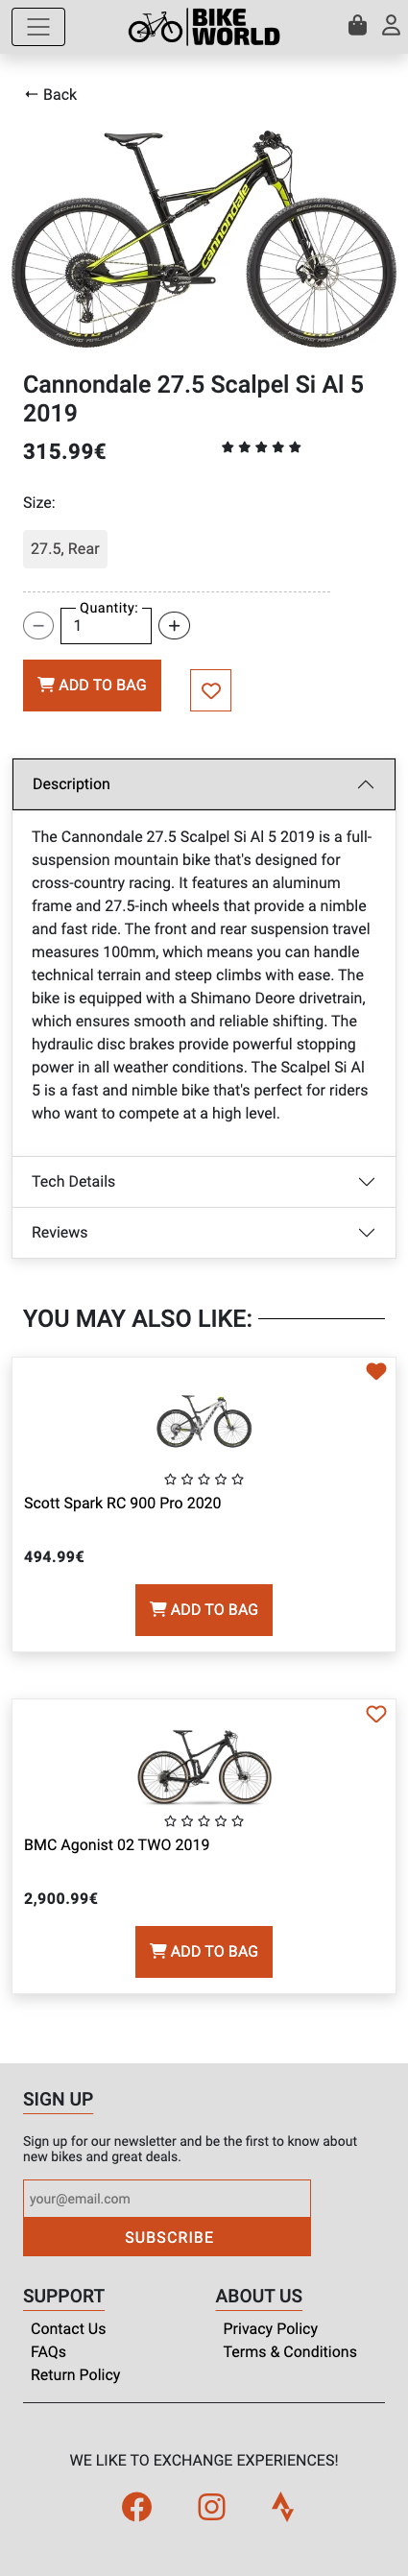 BIKE
WORLD
← Back
cannondale
Cannondale 27.5 Scalpel Si Al 5
2019
315.99€
Size:
27.5, Rear
Quantity:
1
ADD TO BAG
Description
The Cannondale 27.5 Scalpel Si Al 5 2019 is a full-
suspension mountain bike that's designed for
cross-country racing. It features an aluminum
frame and 27.5-inch wheels that provide a nimble
and fast ride. The front and rear suspension travel
measures 100mm, which means you can handle
technical terrain and steep climbs with ease. The
bike is equipped with a Shimano Deore drivetrain,
which ensures smooth and reliable shifting. The
hydraulic disc brakes provide powerful stopping
power in all weather conditions. The Scalpel Si Al
5 is a fast and nimble bike that's perfect for riders
who want to compete at a high level.
Tech Details
Reviews
YOU MAY ALSO LIKE:
Scott Spark RC 900 Pro 2020
494.99€
ADD TO BAG
BMC Agonist 02 TWO 2019
2,900.99€
ADD TO BAG
SIGN UP
Sign up for our newsletter and be the first to know about
new bikes and great deals.
your@email.com
SUBSCRIBE
SUPPORT
Contact Us
FAQs
Return Policy
ABOUT US
Privacy Policy
Terms & Conditions
WE LIKE TO EXCHANGE EXPERIENCES!